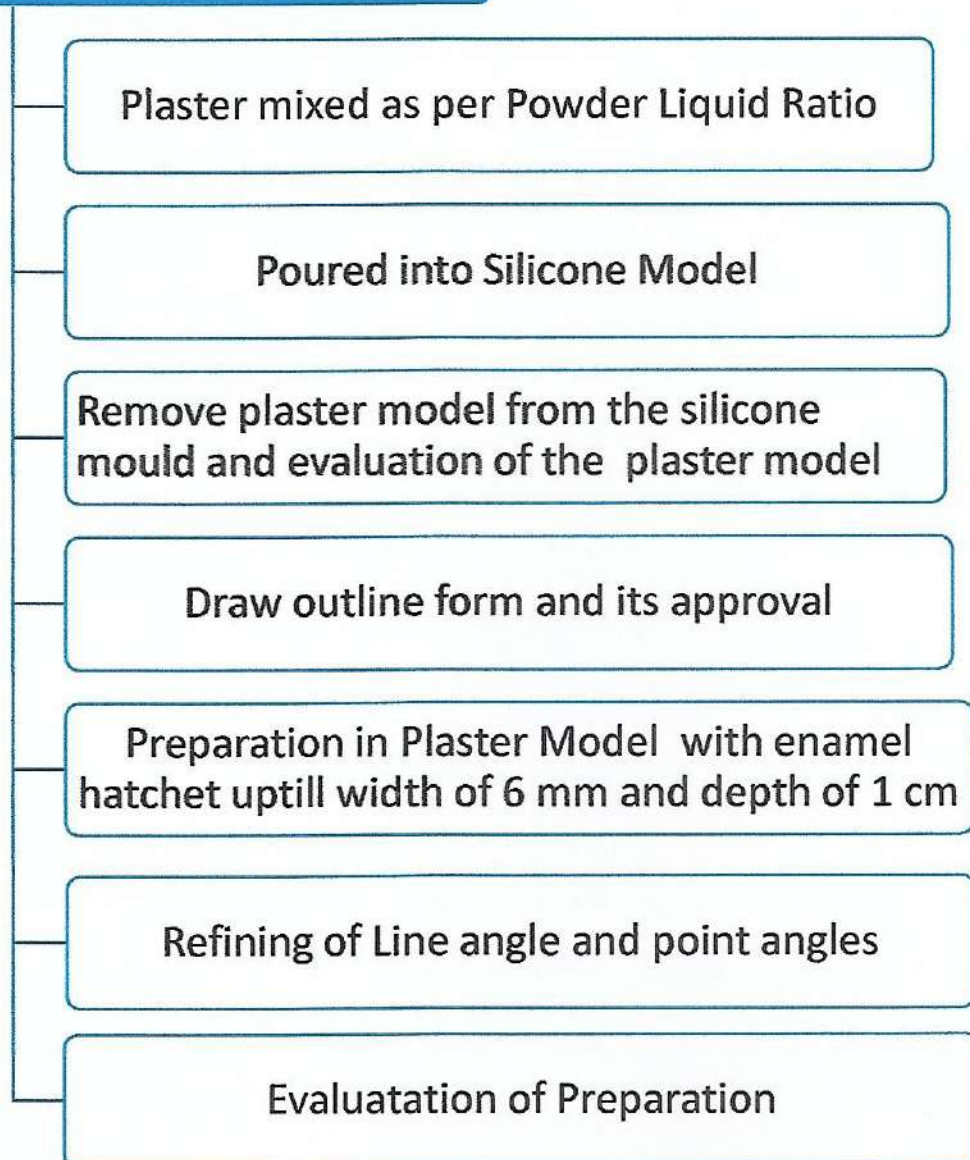 Plaster mixed as per Powder Liquid Ratio
Poured into Silicone Model
Remove plaster model from the silicone
mould and evaluation of the plaster model
Draw outline form and its approval
Preparation in Plaster Model with enamel
hatchet uptill width of 6 mm and depth of 1 cm
Refining of Line angle and point angles
Evaluatation of Preparation